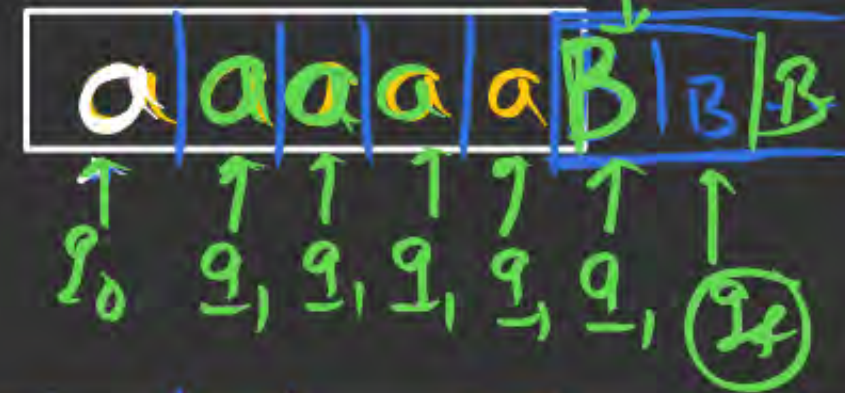 a a a a a B B B
q₀ q₁ q₁ q₁ q₁ q₁ qf